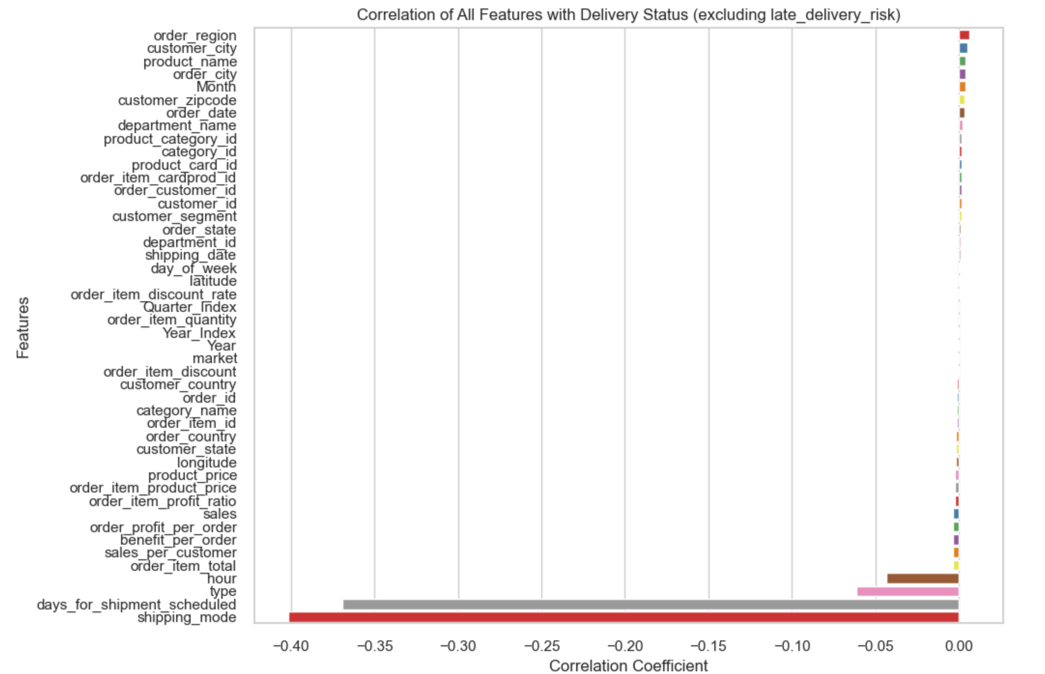 Correlation of All Features with Delivery Status (excluding late_delivery_risk)
order_region
customer_city
product_name
order_city
Month
customer_zipcode
order_date
department_name
product_category_id
category_id
product_card_id
order_item_cardprod_id
order_customer_id
customer_id
customer_segment
order_state
department_id
shipping_date
day_of_week
latitude
order_item_discount_rate
Quarter_Index
order_item_quantity
Year_Index
Year
market
order_item_discount
customer_country
order_id
category_name
order_item_id
order_country
customer_state
longitude
product_price
order_item_product_price
order_item_profit_ratio
sales
order_profit_per_order
benefit_per_order
sales_per_customer
order_item_total
hour
type
days_for_shipment_scheduled
shipping_mode
Features
−0.40 −0.35 −0.30 −0.25 −0.20 −0.15 −0.10 −0.05 0.00
Correlation Coefficient